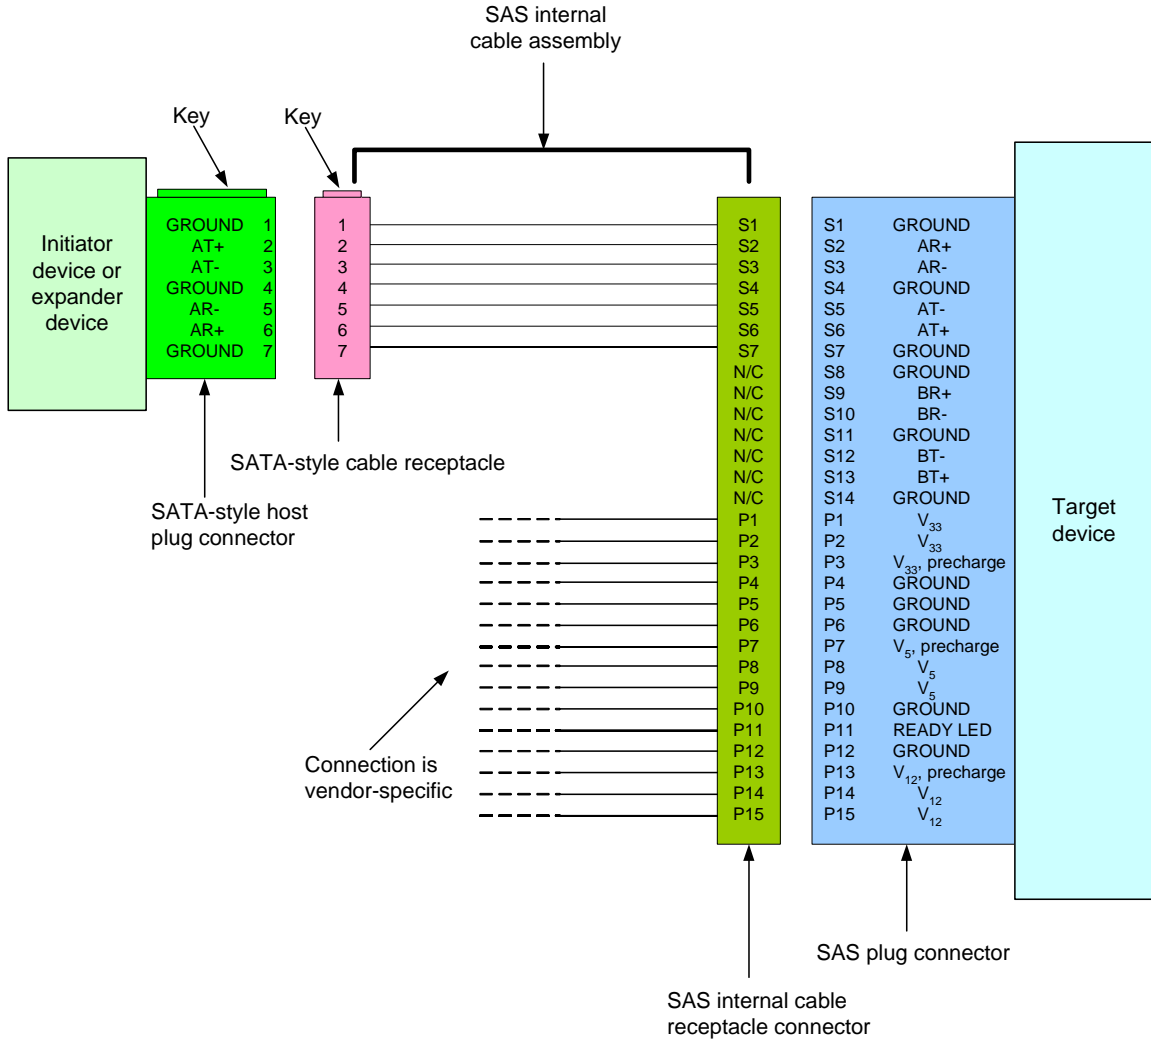 SAS internal
cable assembly
Key
Key
Initiator
device or
expander
device
GROUND 1
AT+ 2
AT- 3
GROUND 4
AR- 5
AR+ 6
GROUND 7
1
2
3
4
5
6
7
S1
S2
S3
S4
S5
S6
S7
N/C
N/C
N/C
N/C
N/C
N/C
N/C
P1
P2
P3
P4
P5
P6
P7
P8
P9
P10
P11
P12
P13
P14
P15
S1 GROUND
S2 AR+
S3 AR-
S4 GROUND
S5 AT-
S6 AT+
S7 GROUND
S8 GROUND
S9 BR+
S10 BR-
S11 GROUND
S12 BT-
S13 BT+
S14 GROUND
P1 V33
P2 V33
P3 V33, precharge
P4 GROUND
P5 GROUND
P6 GROUND
P7 V5, precharge
P8 V5
P9 V5
P10 GROUND
P11 READY LED
P12 GROUND
P13 V12, precharge
P14 V12
P15 V12
Target
device
SATA-style cable receptacle
SATA-style host
plug connector
Connection is
vendor-specific
SAS plug connector
SAS internal cable
receptacle connector